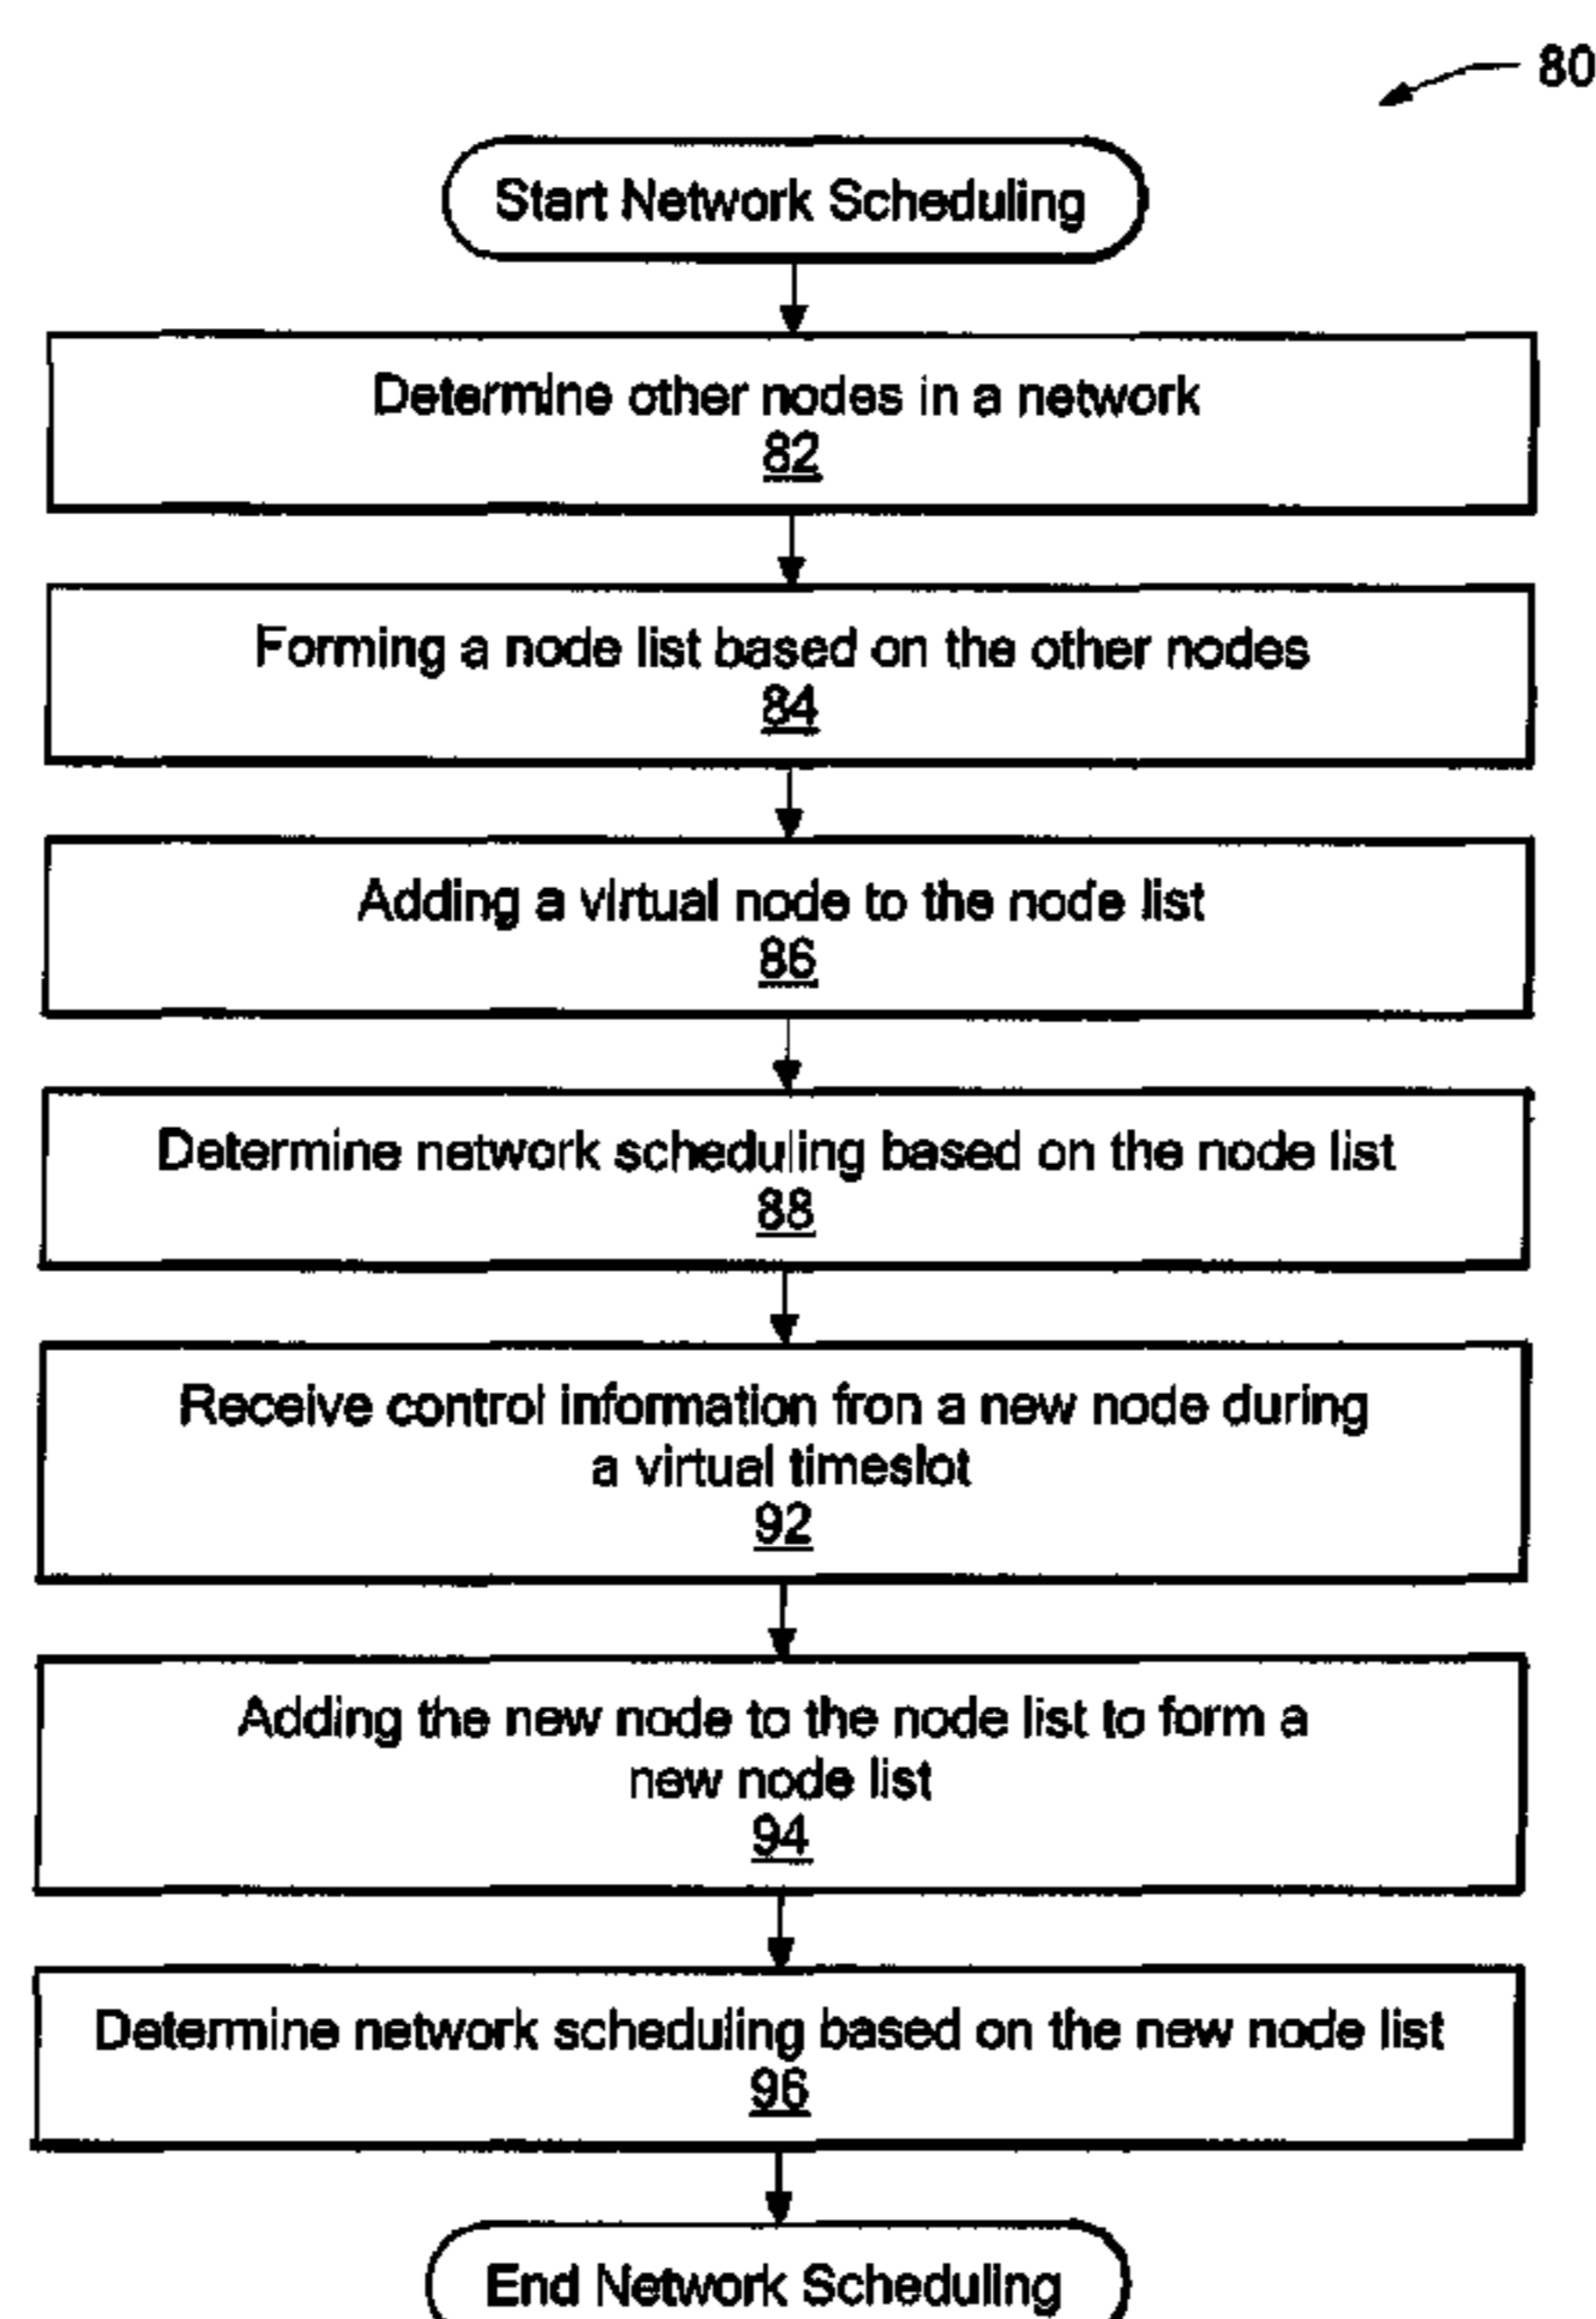 80
Start Network Scheduling
Determine other nodes in a network
82
Forming a node list based on the other nodes
84
Adding a virtual node to the node list
86
Determine network scheduling based on the node list
88
Receive control information fron a new node during
a virtual timeslot
92
Adding the new node to the node list to form a
new node list
94
Determine network scheduling based on the new node list
96
End Network Scheduling